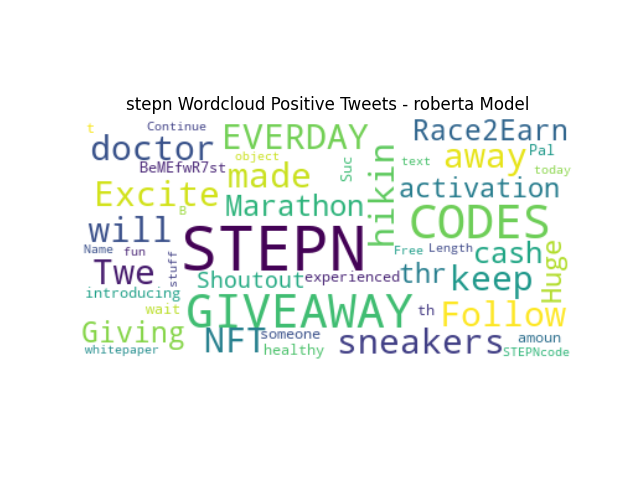 stepn Wordcloud Positive Tweets - roberta Model
t
Continue
EVERDAY
Race2Earn
doctor
object
Suc
hikin
text
away
Pal
BeMEfwR7st
made
today
Excite
B
Marathon
activation
will
STEPN
CODES
Name
fun
stuff
Free
Length
cash
Huge
Twe
Shoutout
experienced
thr
keep
introducing
wait
GIVEAWAY
th
Follow
Giving
NFT
someone
sneakers
amoun
whitepaper
healthy
STEPNcode